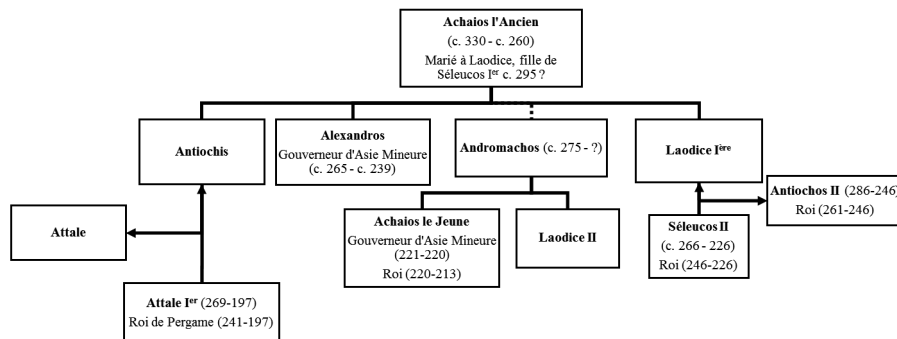 Achaios l'Ancien
(c. 330 - c. 260)
Marié à Laodice, fille de
Séleucos Iᵉʳ c. 295 ?
Antiochis
Alexandros
Gouverneur d'Asie Mineure
(c. 265 - c. 239)
Andromachos (c. 275 - ?)
Laodice Iᵉ̀ʳᵉ
Antiochos II (286-246)
Roi (261-246)
Attale
Achaios le Jeune
Gouverneur d'Asie Mineure
(221-220)
Roi (220-213)
Laodice II
Séleucos II
(c. 266 - 226)
Roi (246-226)
Attale Iᵉʳ (269-197)
Roi de Pergame (241-197)